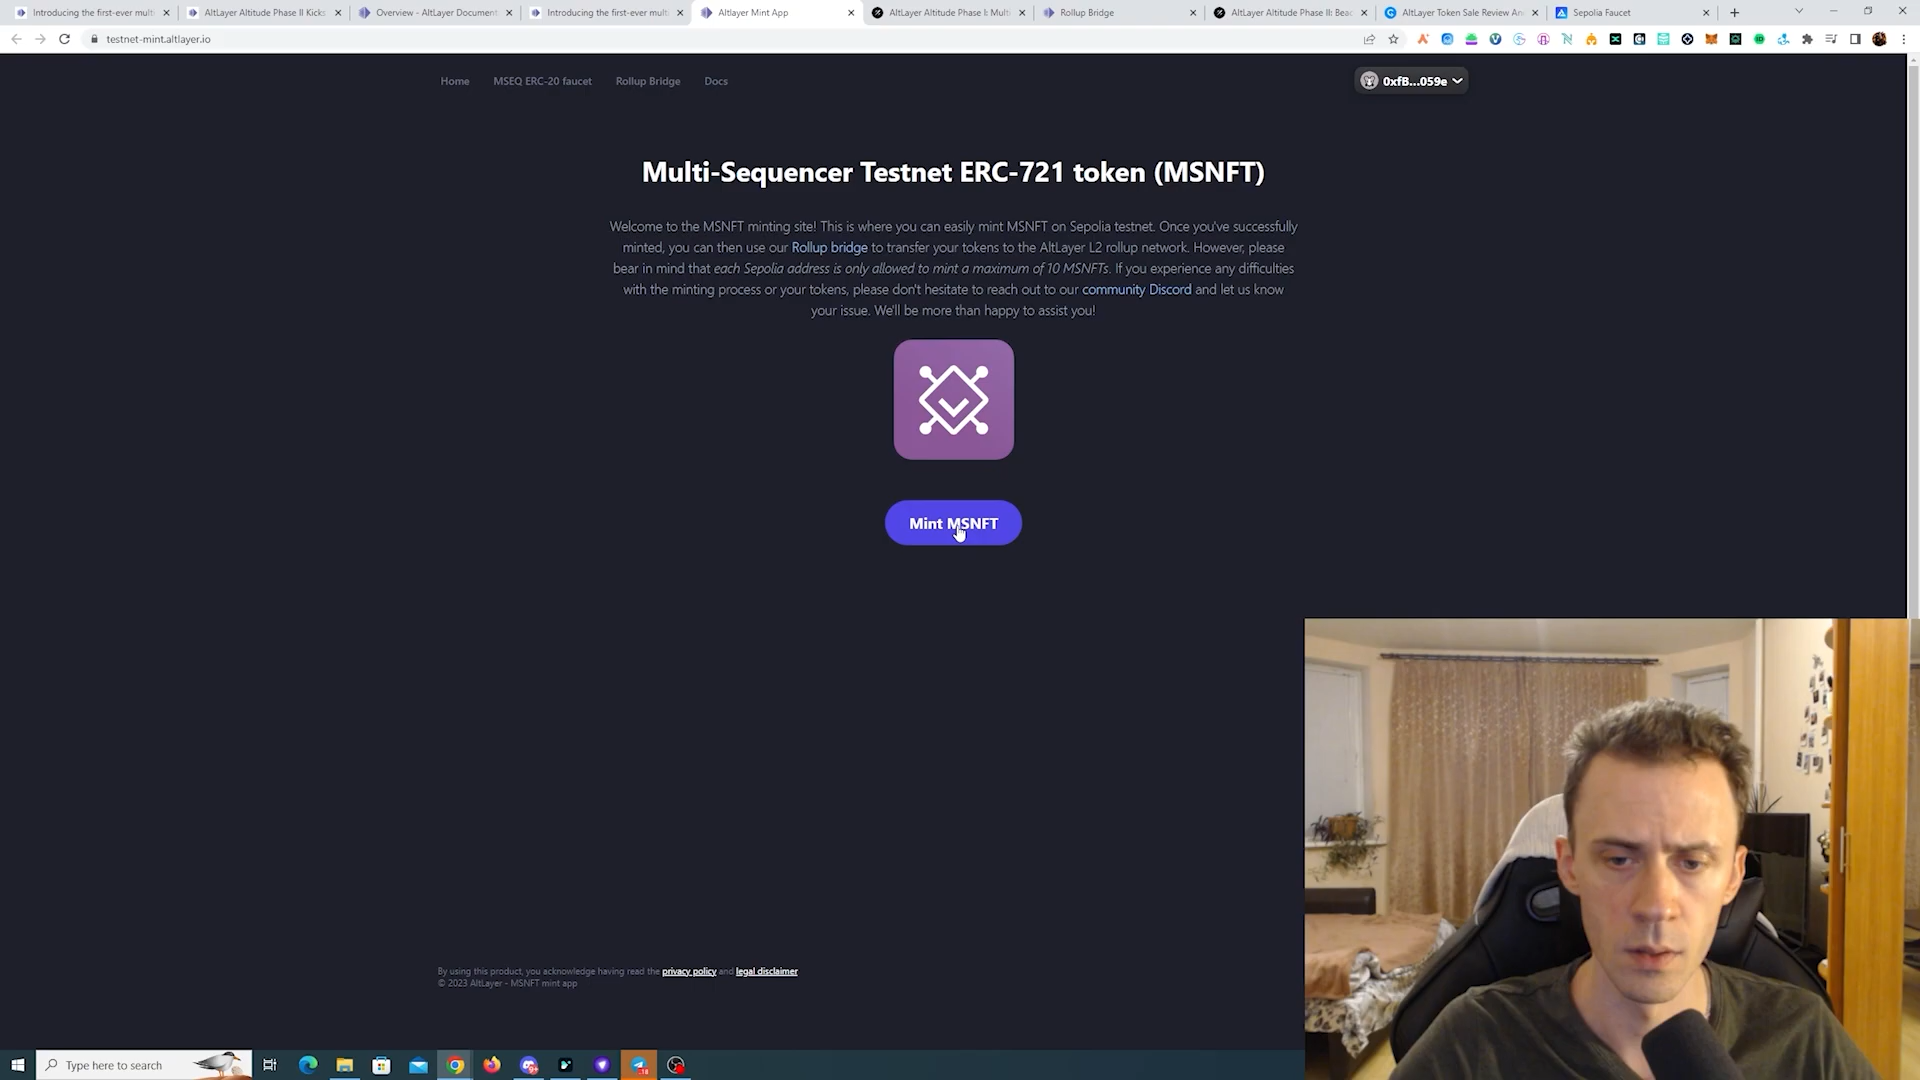 Introducing the first-ever mult
AltLayer Altitude Phase II Kicks
Overview - AltLayer Document
Introducing the first-ever mult
Altlayer Mint App
AltLayer Altitude Phase I: Mult
Rollup Bridge
AltLayer Altitude Phase II: Beac
AltLayer Token Sale Review An
Sepolia Faucet
testnet-mint.altlayer.io
Home
MSEQ ERC-20 faucet
Rollup Bridge
Docs
0xfB...059e
Multi-Sequencer Testnet ERC-721 token (MSNFT)
Welcome to the MSNFT minting site! This is where you can easily mint MSNFT on Sepolia testnet. Once you've successfully
minted, you can then use our Rollup bridge to transfer your tokens to the AltLayer L2 rollup network. However, please
bear in mind that each Sepolia address is only allowed to mint a maximum of 10 MSNFTs. If you experience any difficulties
with the minting process or your tokens, please don't hesitate to reach out to our community Discord and let us know
your issue. We'll be more than happy to assist you!
Mint MSNFT
By using this product, you acknowledge having read the privacy policy and legal disclaimer
© 2023 AltLayer - MSNFT mint app
Type here to search